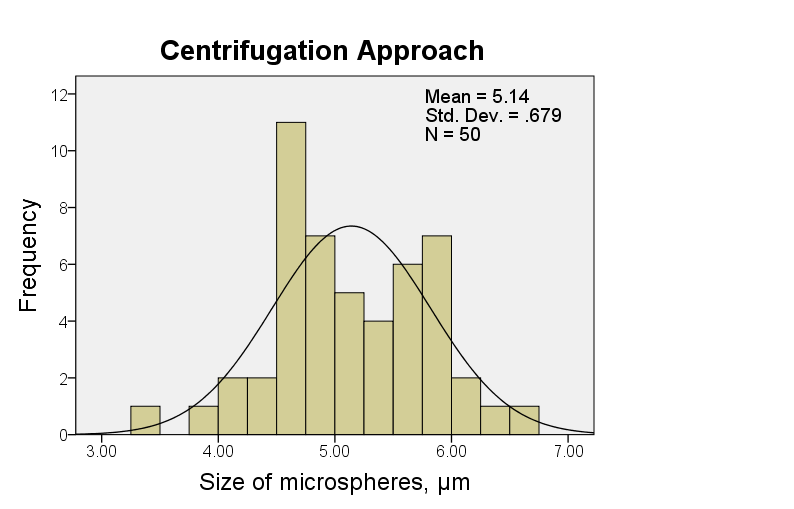 Centrifugation Approach
Mean = 5.14
Std. Dev. = .679
N = 50
Frequency
12
10
8
6
4
2
0
3.00 4.00 5.00 6.00 7.00
Size of microspheres, µm